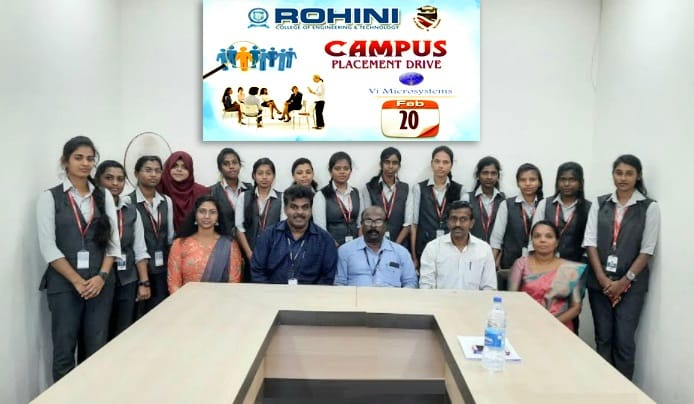 ROHINI
COLLEGE OF ENGINEERING & TECHNOLOGY
CAMPUS
PLACEMENT DRIVE
Vi Microsystems
Feb
20